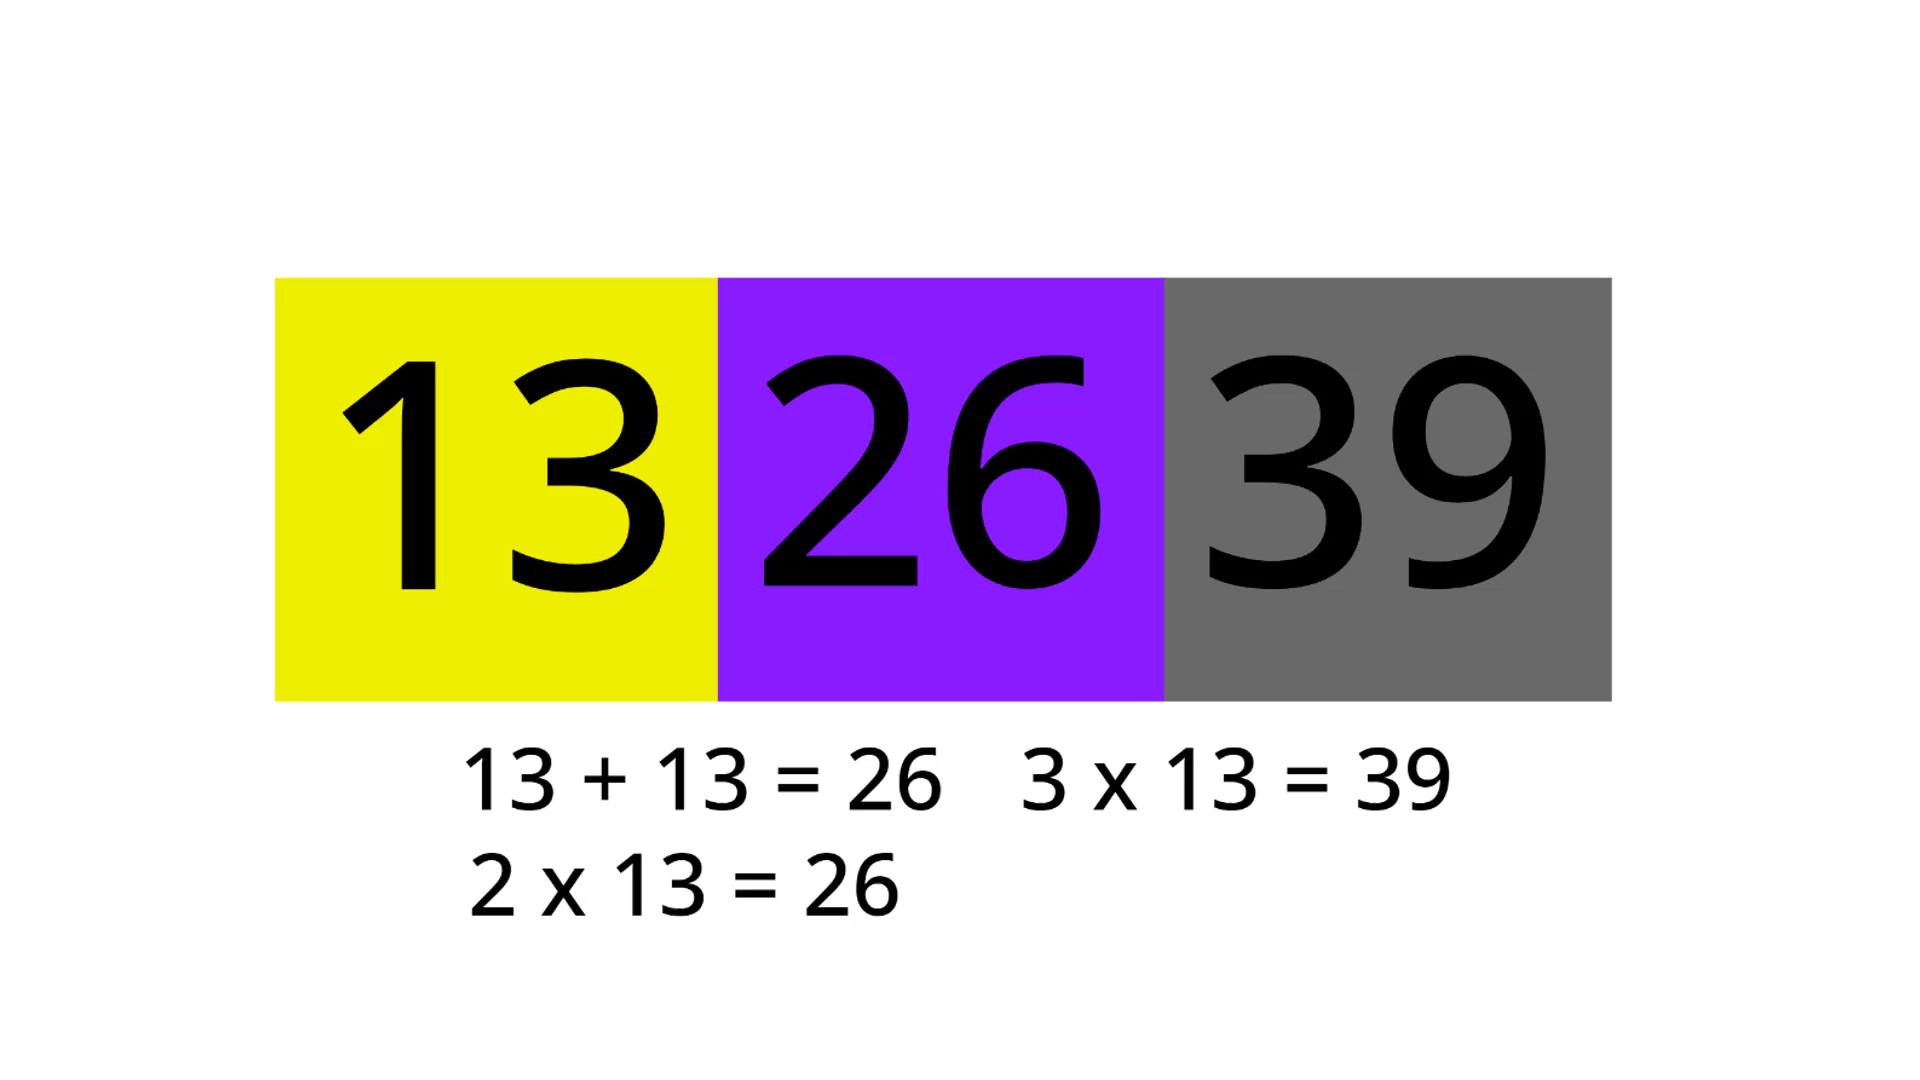 13 26 39
13 + 13 = 26 3 x 13 = 39
2 x 13 = 26